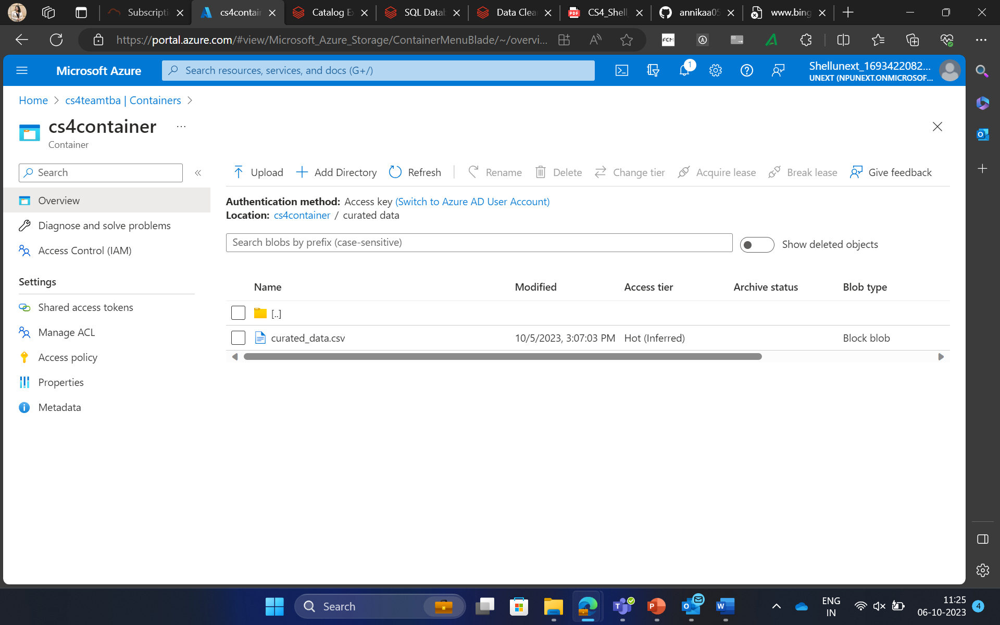 Subscripti
cs4contain
Catalog Ex
SQL Datab
Data Clea
PDF
CS4_Shell
annikaa05
www.bing
https://portal.azure.com/#view/Microsoft_Azure_Storage/ContainerMenuBlade/~/overvi...
FCM
Microsoft Azure
Search resources, services, and docs (G+/)
1
Shellunext_1693422082...
UNEXT (NPUNEXT.ONMICROSOF...
Home > cs4teamtba | Containers >
cs4container ...
Container
Search
«
Upload
Add Directory
Refresh
Rename
Delete
Change tier
Acquire lease
Break lease
Give feedback
Overview
Diagnose and solve problems
Access Control (IAM)
Settings
Shared access tokens
Manage ACL
Access policy
Properties
Metadata
Authentication method: Access key (Switch to Azure AD User Account)
Location: cs4container / curated data
Search blobs by prefix (case-sensitive)
Show deleted objects
Name Modified Access tier Archive status Blob type
[..]
curated_data.csv 10/5/2023, 3:07:03 PM Hot (Inferred) Block blob
Search
ENG
IN
11:25
06-10-2023
4